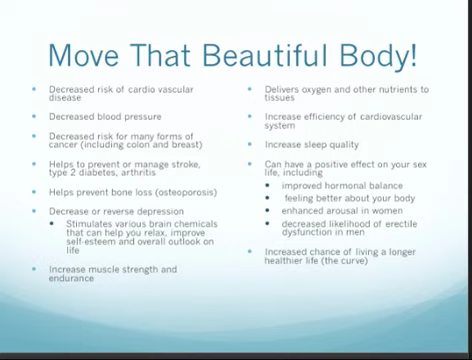 Move That Beautiful Body!
Decreased risk of cardio vascular
disease
Decreased blood pressure
Decreased risk for many forms of
cancer (including colon and breast)
Helps to prevent or manage stroke,
type 2 diabetes, arthritis
Helps prevent bone loss (osteoporosis)
Decrease or reverse depression
Stimulates various brain chemicals
that can help you relax, improve
self-esteem and overall outlook on
life
Increase muscle strength and
endurance
Delivers oxygen and other nutrients to
tissues
Increase efficiency of cardiovascular
system
Increase sleep quality
Can have a positive effect on your sex
life, including
improved hormonal balance
feeling better about your body
enhanced arousal in women
decreased likelihood of erectile
dysfunction in men
Increased chance of living a longer
healthier life (the curve)